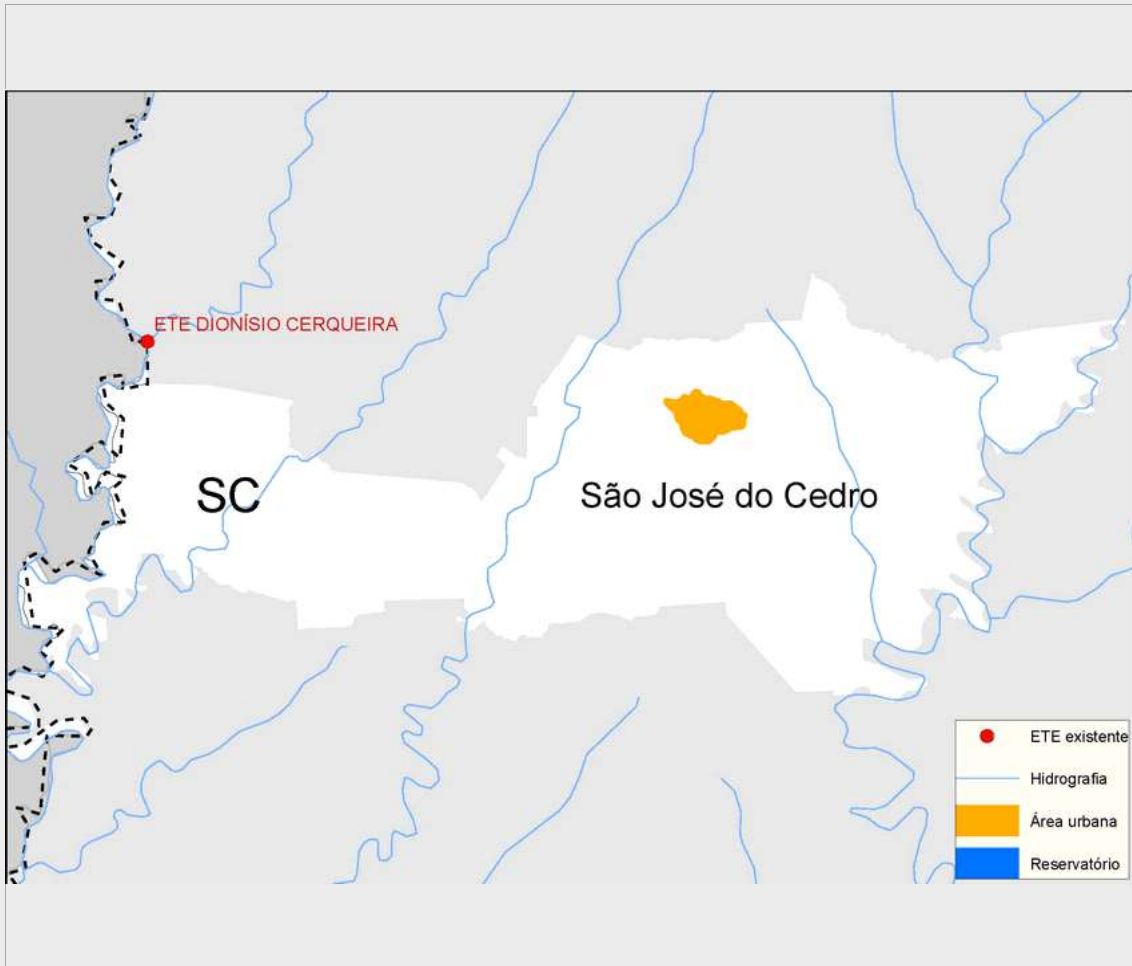 ETE DIONÍSIO CERQUEIRA
SC
São José do Cedro
ETE existente
Hidrografia
Área urbana
Reservatório